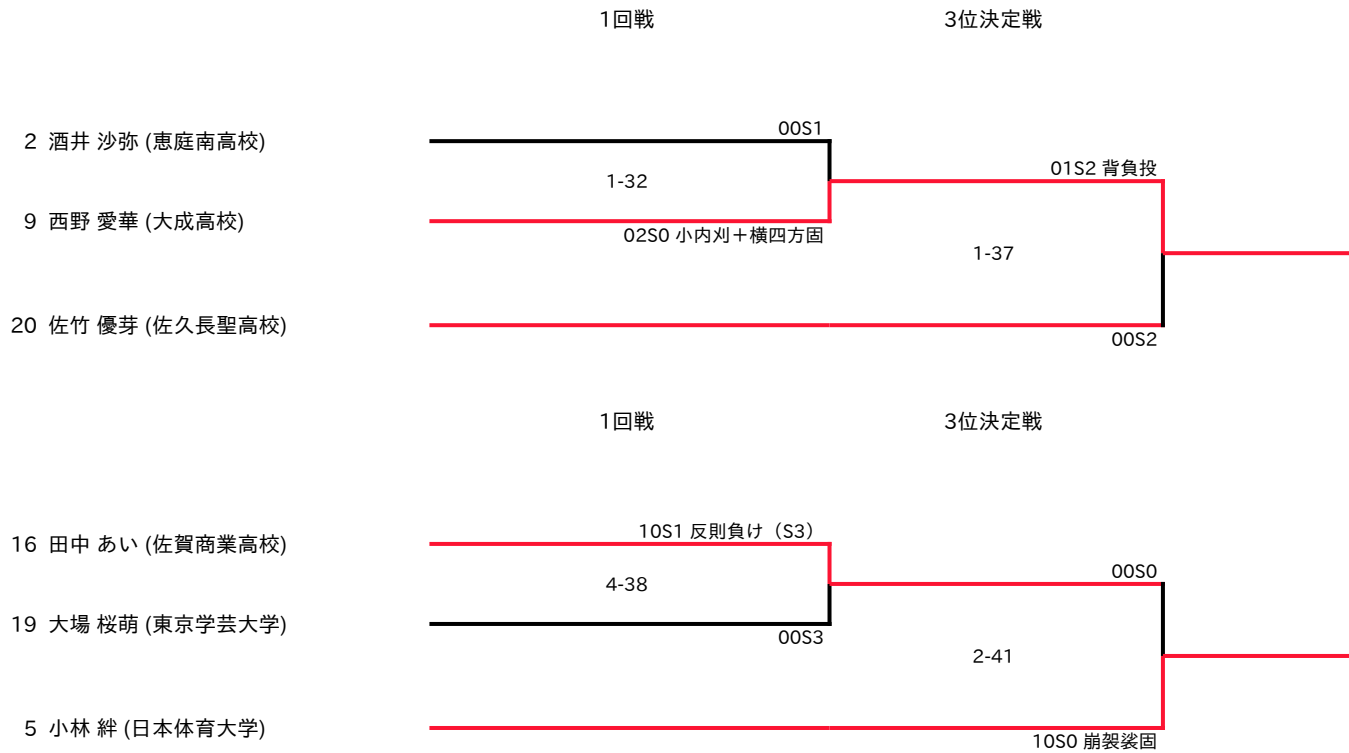 1回戦 3位決定戦
00S1
2 酒井 沙弥 (恵庭南高校)
01S2 背負投
1-32
9 西野 愛華 (大成高校)
02S0 小内刈+横四方固
1-37
20 佐竹 優芽 (佐久長聖高校)
00S2
1回戦 3位決定戦
10S1 反則負け(S3)
16 田中 あい (佐賀商業高校)
00S0
4-38
19 大場 桜萌 (東京学芸大学)
00S3
2-41
5 小林 絆 (日本体育大学)
10S0 崩袈裟固